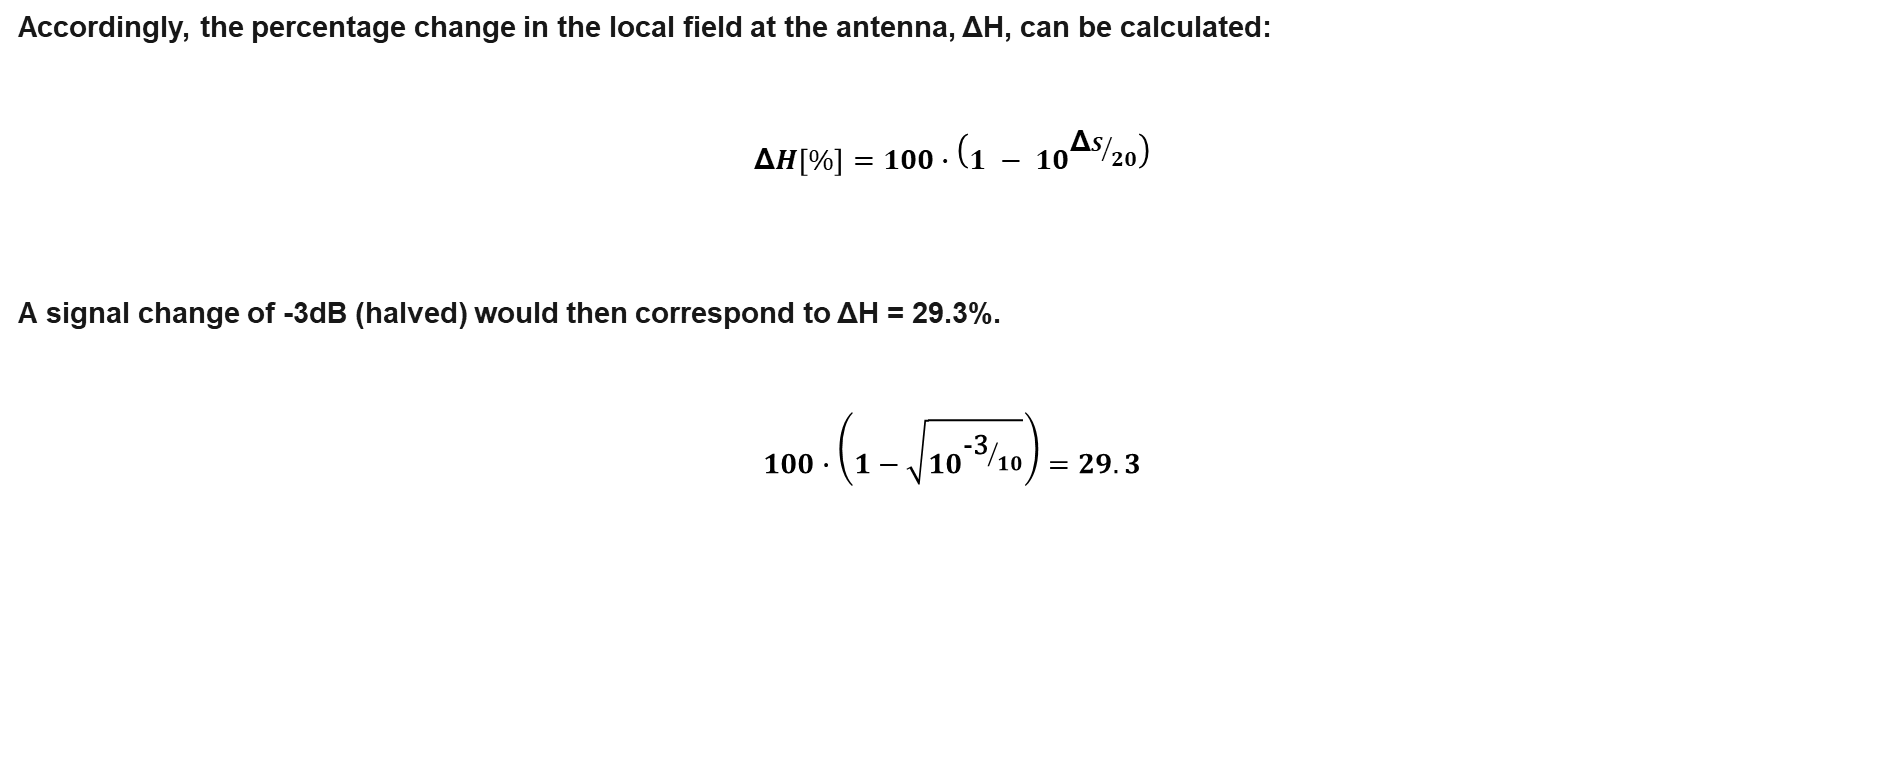 Accordingly, the percentage change in the local field at the antenna, ΔH, can be calculated:
ΔH[%] = 100 · (1 − 10^ΔS/20)
A signal change of -3dB (halved) would then correspond to ΔH = 29.3%.
100 · (1 − √10^-3/10) = 29.3